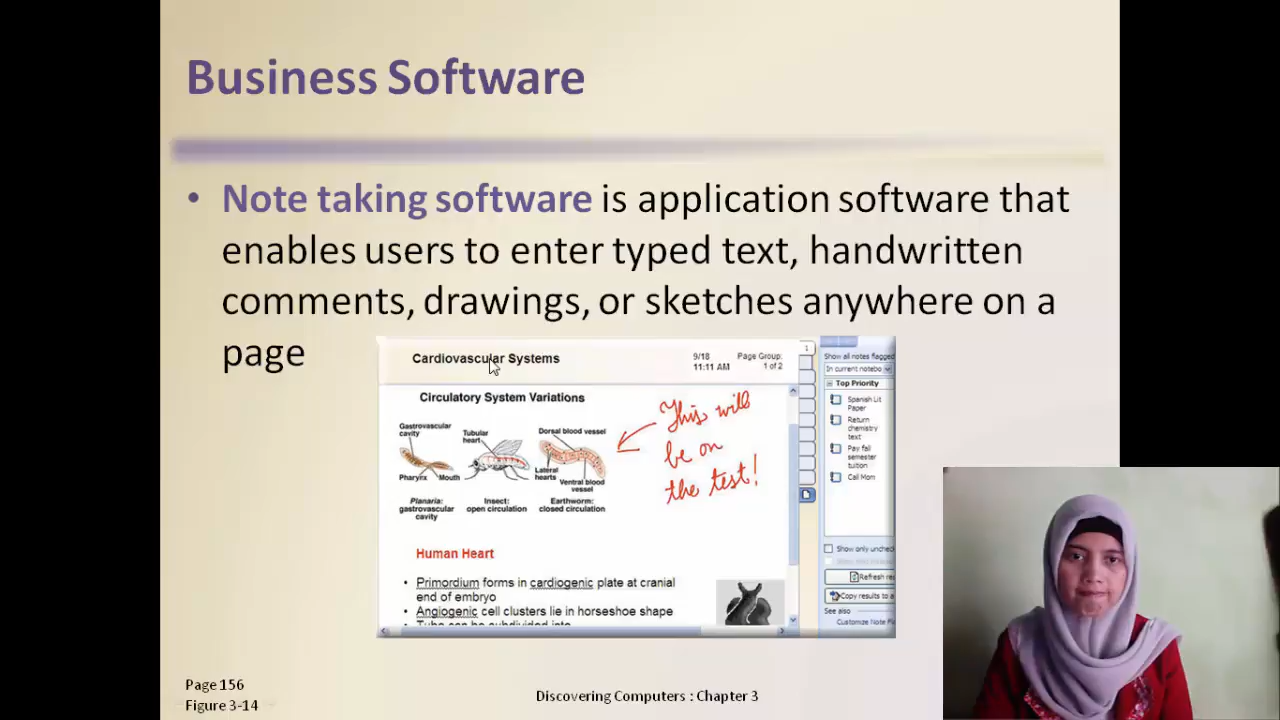 Business Software
• Note taking software is application software that
enables users to enter typed text, handwritten
comments, drawings, or sketches anywhere on a
page
Cardiovascular Systems
9/18
11:11 AM
Page Group:
1 of 2
1
Circulatory System Variations
Gastrovascular
cavity
Pharynx Mouth
Planaria:
gastrovascular
cavity
Tubular
heart
Insect:
open circulation
Dorsal blood vessel
Lateral
hearts
Ventral blood
vessel
Earthworm:
closed circulation
This will
be on
the test!
Human Heart
• Primordium forms in cardiogenic plate at cranial
end of embryo
• Angiogenic cell clusters lie in horseshoe shape
Show all notes flagged
In current notebo
Top Priority
Spanish Lit
Paper
Return
chemistry
text
Pay fall
semester
tuition
Call Mom
Show only unchec
Refresh res
Copy results to a
See also
Customize Note Fl
Page 156
Figure 3-14
Discovering Computers : Chapter 3